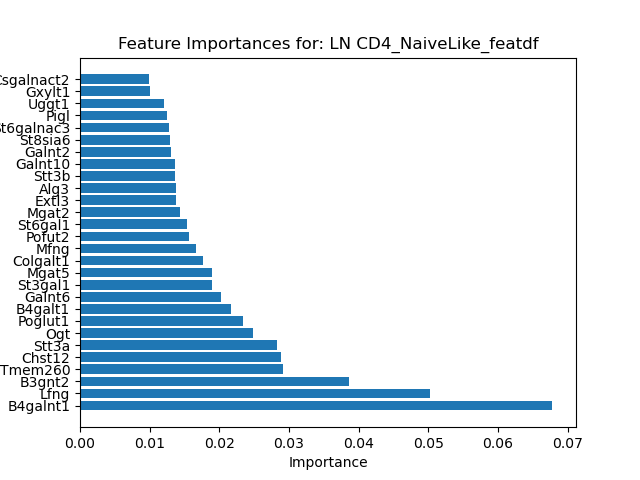 Feature Importances for: LN CD4_NaiveLike_featdf
Csgalnact2
Gxylt1
Uggt1
Pigl
St6galnac3
St8sia6
Galnt2
Galnt10
Stt3b
Alg3
Extl3
Mgat2
St6gal1
Pofut2
Mfng
Colgalt1
Mgat5
St3gal1
Galnt6
B4galt1
Poglut1
Ogt
Stt3a
Chst12
Tmem260
B3gnt2
Lfng
B4galnt1
0.00 0.01 0.02 0.03 0.04 0.05 0.06 0.07
Importance